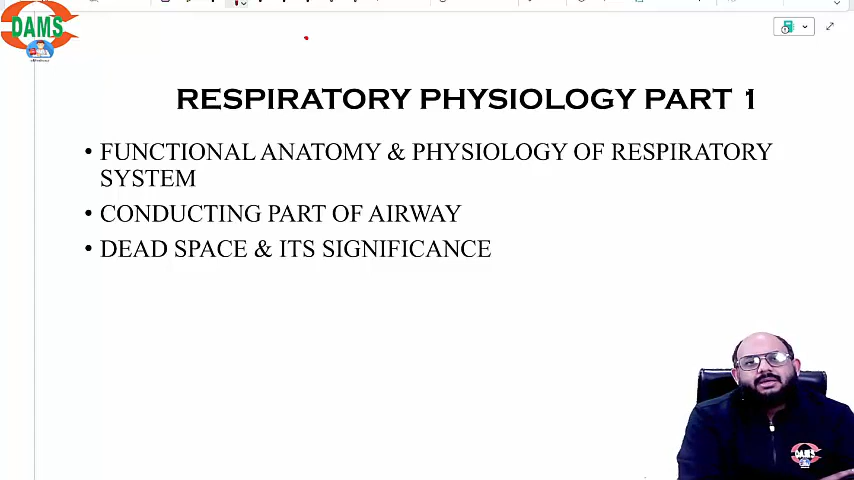 DAMS
RESPIRATORY PHYSIOLOGY PART 1
• FUNCTIONAL ANATOMY & PHYSIOLOGY OF RESPIRATORY
SYSTEM
• CONDUCTING PART OF AIRWAY
• DEAD SPACE & ITS SIGNIFICANCE
DAMS